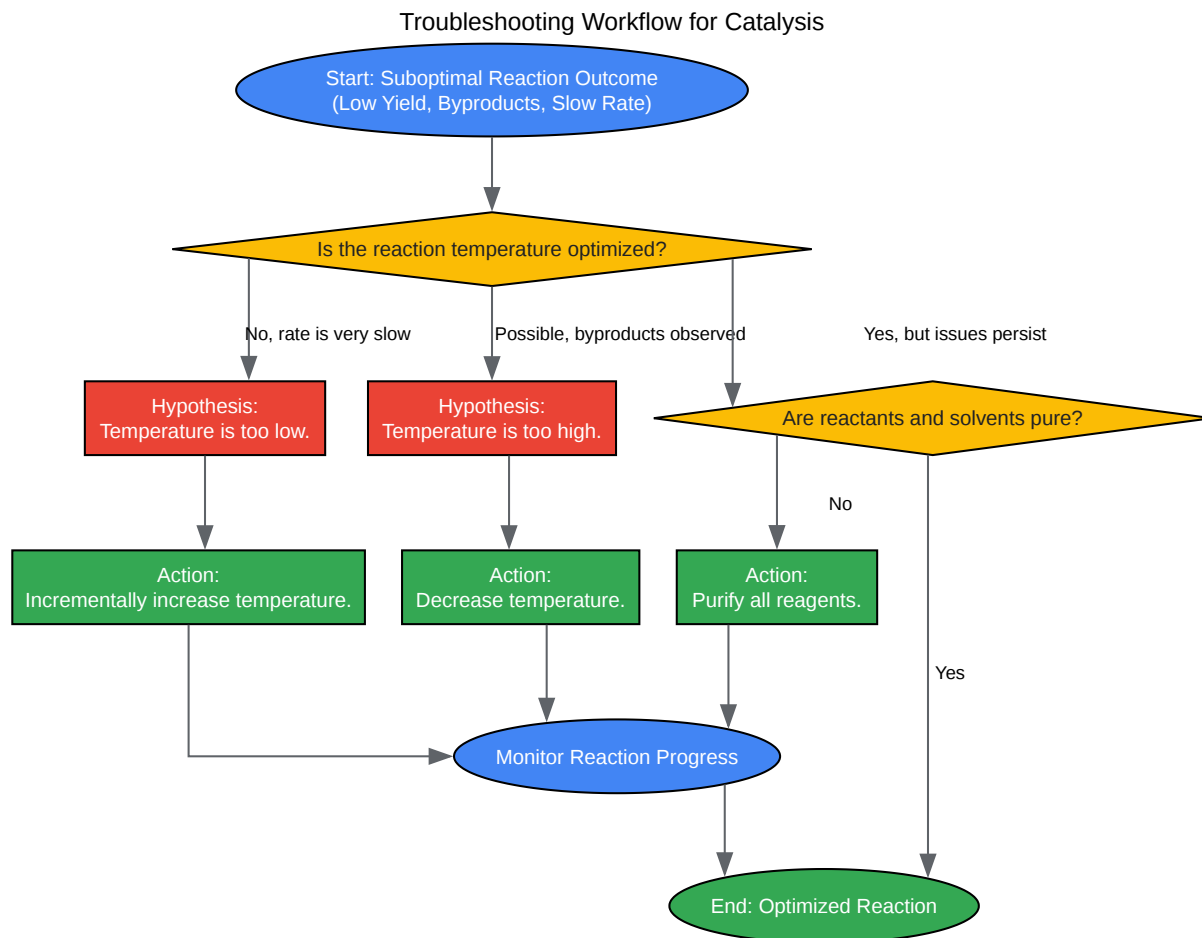 Troubleshooting Workflow for Catalysis
Start: Suboptimal Reaction Outcome
(Low Yield, Byproducts, Slow Rate)
Is the reaction temperature optimized?
No, rate is very slow
Possible, byproducts observed
Yes, but issues persist
Hypothesis:
Temperature is too low.
Hypothesis:
Temperature is too high.
Are reactants and solvents pure?
No
Action:
Incrementally increase temperature.
Action:
Decrease temperature.
Action:
Purify all reagents.
Yes
Monitor Reaction Progress
End: Optimized Reaction